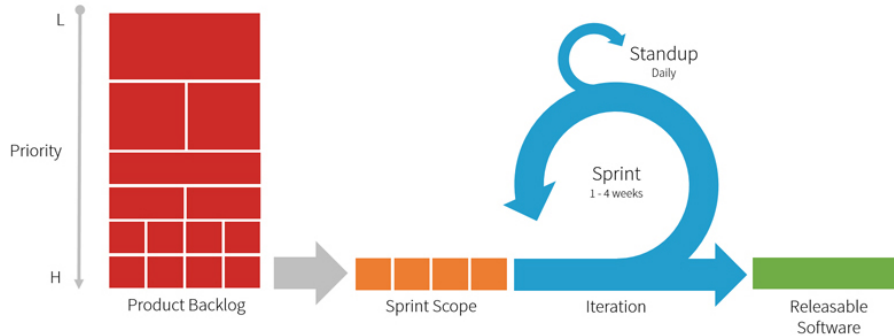 L
Priority
H
Product Backlog
Sprint Scope
Standup
Daily
Sprint
1 - 4 weeks
Iteration
Releasable
Software